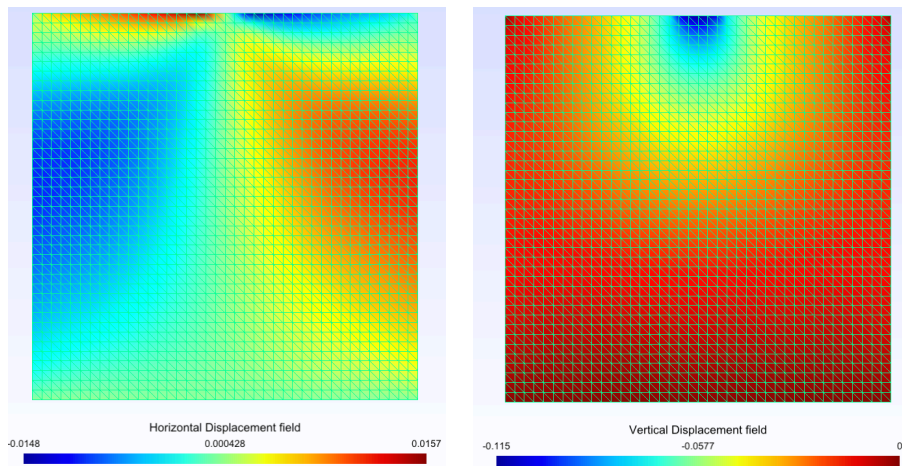 Horizontal Displacement field
-0.0148 0.000428 0.0157
Vertical Displacement field
-0.115 -0.0577 0